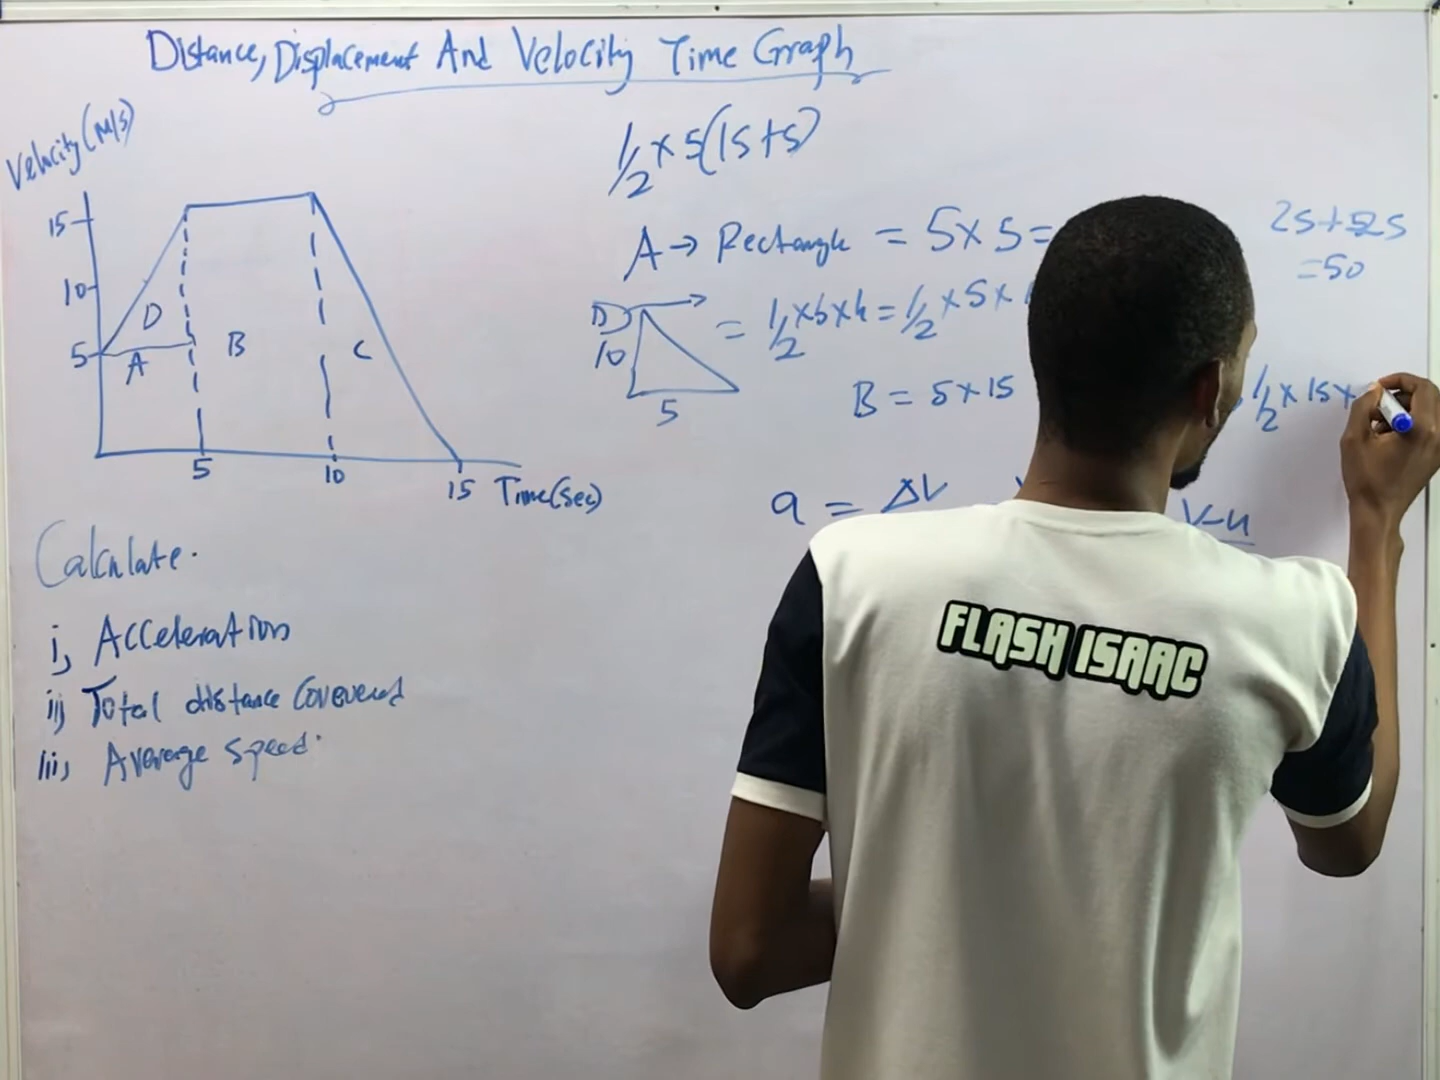 Distance, Displacement And Velocity Time Graph
Velocity (M/s)
15
10
5
D
A
B
C
5
10
15
Time(sec)
Calculate.
i, Acceleration
ii) Total distance Covered
iii, Average speed.
1/2 × 5(15+5)
A → Rectangle = 5×5=
25+25
=50
D
10
5
= 1/2×b×h = 1/2×5×
B = 5×15
1/2×15×
a = ΔV
V-u
FLASH ISAAC